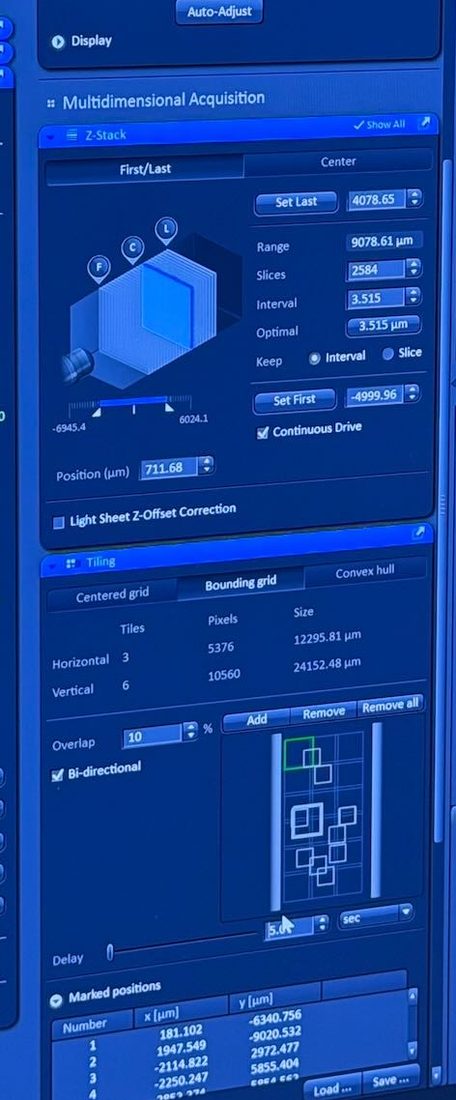 Auto-Adjust
Display
Multidimensional Acquisition
Z-Stack
Show All
First/Last
Center
Set Last 4078.65
Range 9078.61 µm
Slices 2584
Interval 3.515
Optimal 3.515 µm
Keep Interval Slice
Set First -4999.96
Continuous Drive
F
C
L
-6945.4
6024.1
Position (µm) 711.68
Light Sheet Z-Offset Correction
Tiling
Centered grid
Bounding grid
Convex hull
Tiles Pixels Size
Horizontal 3 5376 12295.81 µm
Vertical 6 10560 24152.48 µm
Add
Remove
Remove all
Overlap 10 %
Bi-directional
Delay
sec
Marked positions
Number x [µm] y [µm]
1 181.102 -6340.756
2 1947.549 -9020.532
3 -2114.822 2972.477
4 -2250.247 5855.404
Load ...
Save ...
0